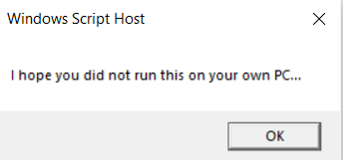 Windows Script Host
I hope you did not run this on your own PC...
OK